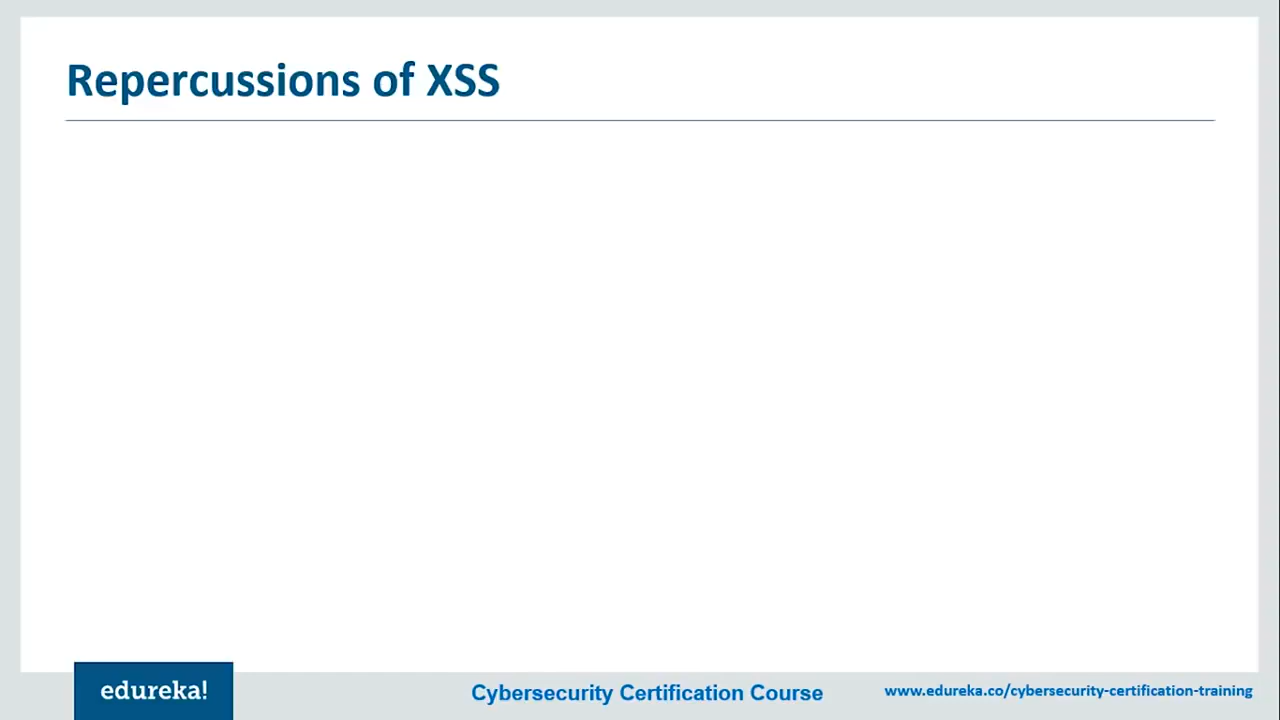 Repercussions of XSS
edureka!
Cybersecurity Certification Course
www.edureka.co/cybersecurity-certification-training